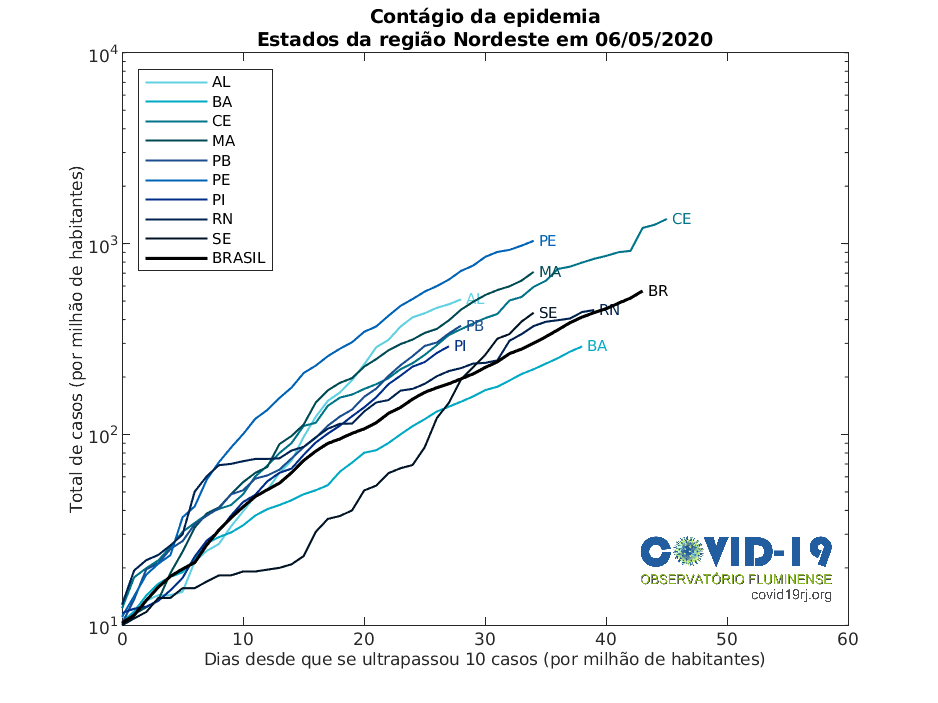 Contágio da epidemia
Estados da região Nordeste em 06/05/2020
10^4
10^3
10^2
10^1
Total de casos (por milhão de habitantes)
AL
BA
CE
MA
PB
PE
PI
RN
SE
BRASIL
CE
PE
MA
BR
AL
RN
SE
PB
PI
BA
COVID-19
OBSERVATÓRIO FLUMINENSE
covid19rj.org
0 10 20 30 40 50 60
Dias desde que se ultrapassou 10 casos (por milhão de habitantes)